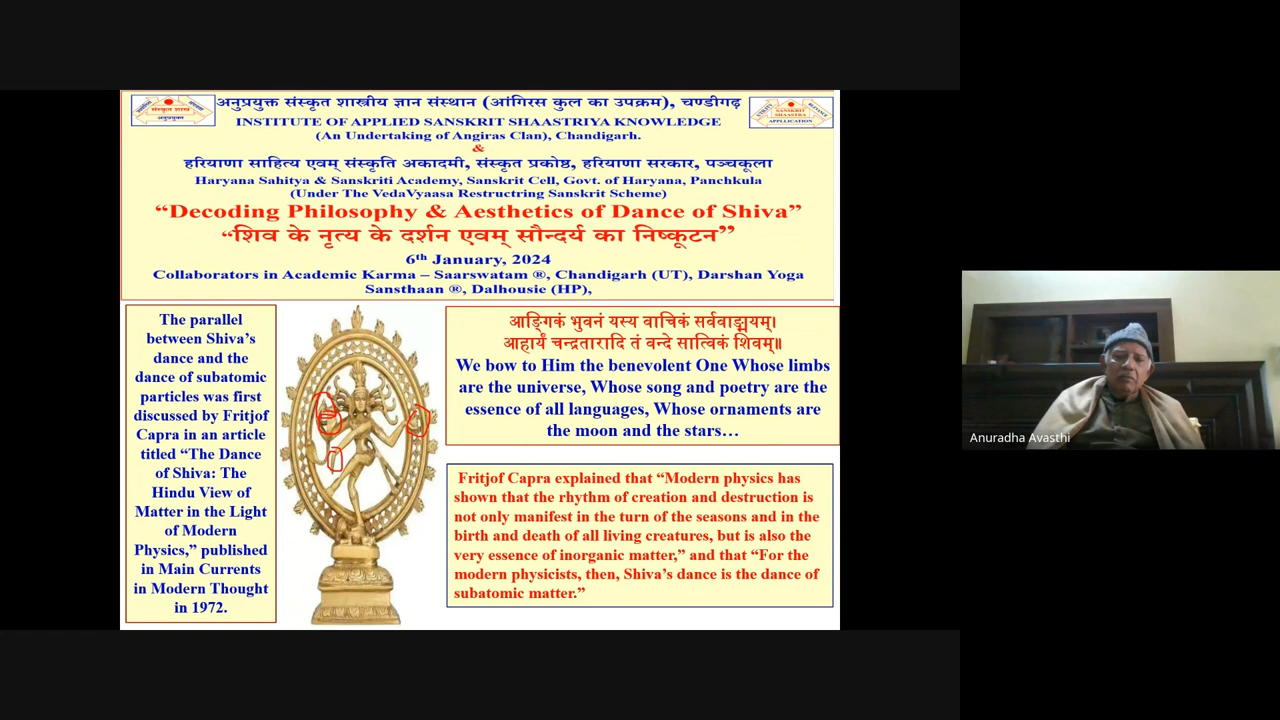 अनुप्रयुक्त संस्कृत शास्त्रीय ज्ञान संस्थान (आंगिरस कुल का उपक्रम), चण्डीगढ़
INSTITUTE OF APPLIED SANSKRIT SHAASTRIYA KNOWLEDGE
(An Undertaking of Angiras Clan), Chandigarh.
&
हरियाणा साहित्य एवम् संस्कृति अकादमी, संस्कृत प्रकोष्ठ, हरियाणा सरकार, पञ्चकूला
Haryana Sahitya & Sanskriti Academy, Sanskrit Cell, Govt. of Haryana, Panchkula
(Under The VedaVyaasa Restructring Sanskrit Scheme)
“Decoding Philosophy & Aesthetics of Dance of Shiva”
“शिव के नृत्य के दर्शन एवम् सौन्दर्य का निष्कूटन”
6th January, 2024
Collaborators in Academic Karma – Saarswatam ®, Chandigarh (UT), Darshan Yoga
Sansthaan ®, Dalhousie (HP),
संस्कृत शास्त्र
अनुप्रयुक्त
SANSKRIT
SHAASTRA
APPLICATION
The parallel
between Shiva’s
dance and the
dance of subatomic
particles was first
discussed by Fritjof
Capra in an article
titled “The Dance
of Shiva: The
Hindu View of
Matter in the Light
of Modern
Physics,” published
in Main Currents
in Modern Thought
in 1972.
आङ्गिकं भुवनं यस्य वाचिकं सर्ववाङ्मयम्।
आहार्यं चन्द्रतारादि तं वन्दे सात्विकं शिवम्॥
We bow to Him the benevolent One Whose limbs
are the universe, Whose song and poetry are the
essence of all languages, Whose ornaments are
the moon and the stars…
Fritjof Capra explained that “Modern physics has
shown that the rhythm of creation and destruction is
not only manifest in the turn of the seasons and in the
birth and death of all living creatures, but is also the
very essence of inorganic matter,” and that “For the
modern physicists, then, Shiva’s dance is the dance of
subatomic matter.”
Anuradha Avasthi